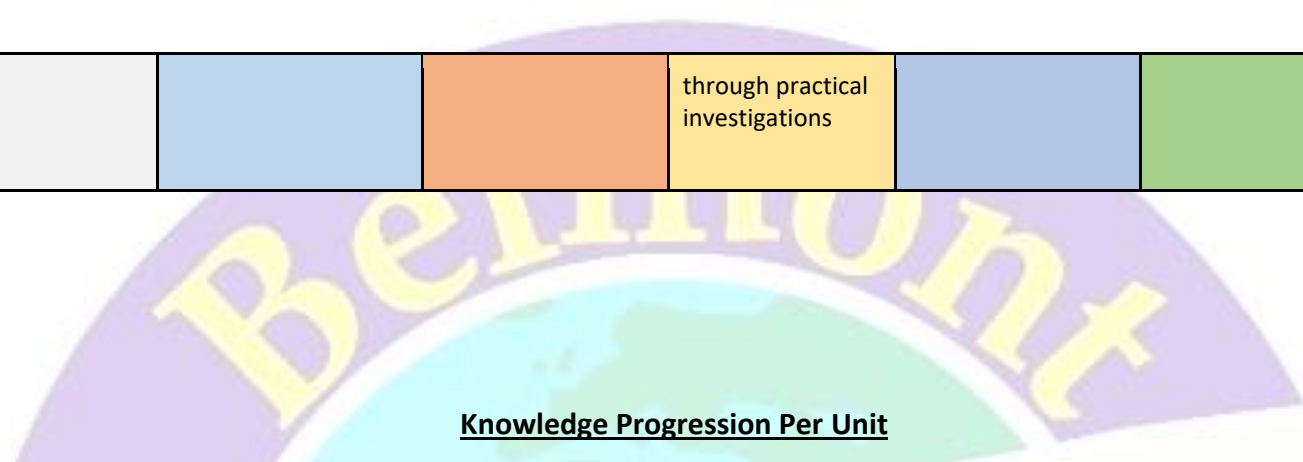 through practical
investigations
Belmont
Knowledge Progression Per Unit